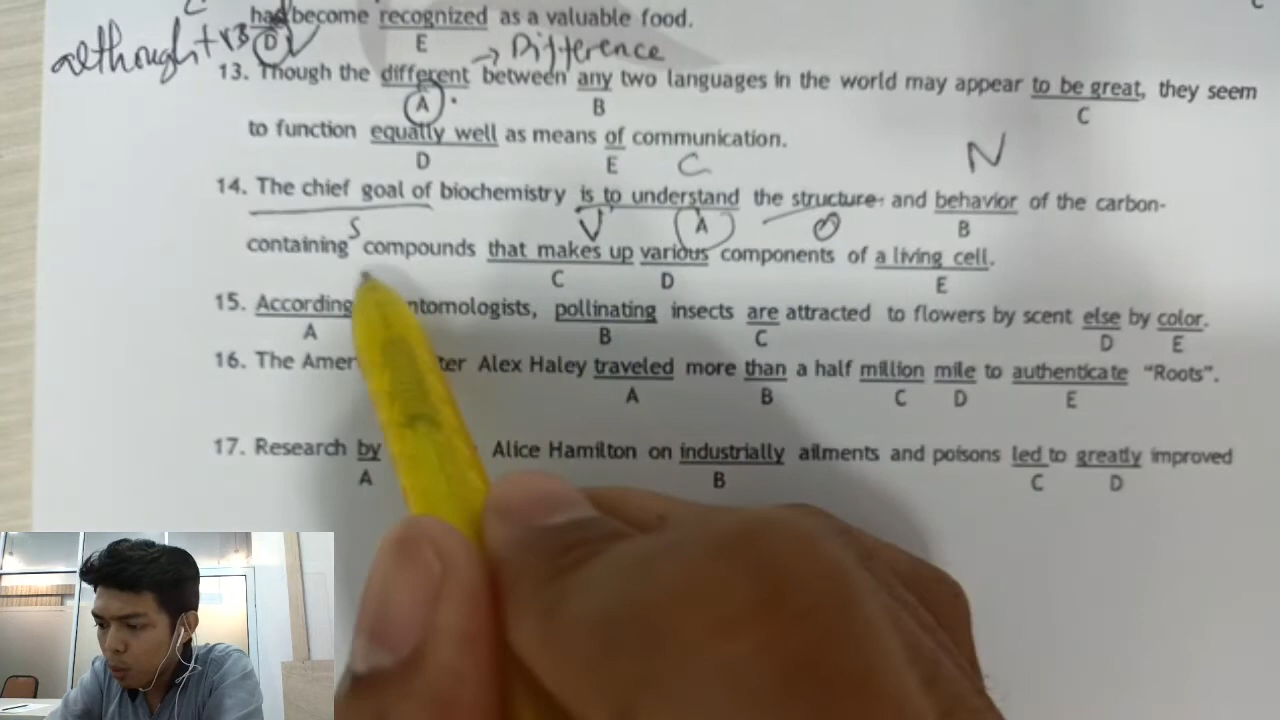 C
had become recognized as a valuable food.
although D E → Difference
13. Though the different between any two languages in the world may appear to be great, they seem
A B C
to function equally well as means of communication.
D E C N
14. The chief goal of biochemistry is to understand the structure and behavior of the carbon-
S V A O B
containing compounds that makes up various components of a living cell.
C D E
15. According ntomologists, pollinating insects are attracted to flowers by scent else by color.
A B C D E
16. The Amer ter Alex Haley traveled more than a half million mile to authenticate “Roots”.
A B C D E
17. Research by Alice Hamilton on industrially ailments and poisons led to greatly improved
A B C D